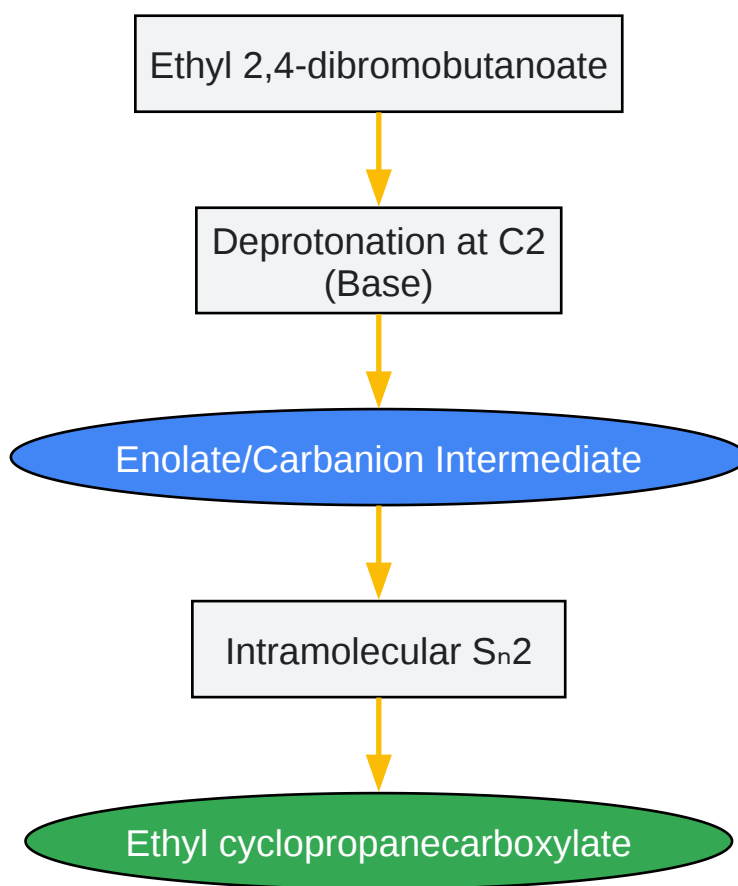 Ethyl 2,4-dibromobutanoate
Deprotonation at C2
(Base)
Enolate/Carbanion Intermediate
Intramolecular Sₙ2
Ethyl cyclopropanecarboxylate